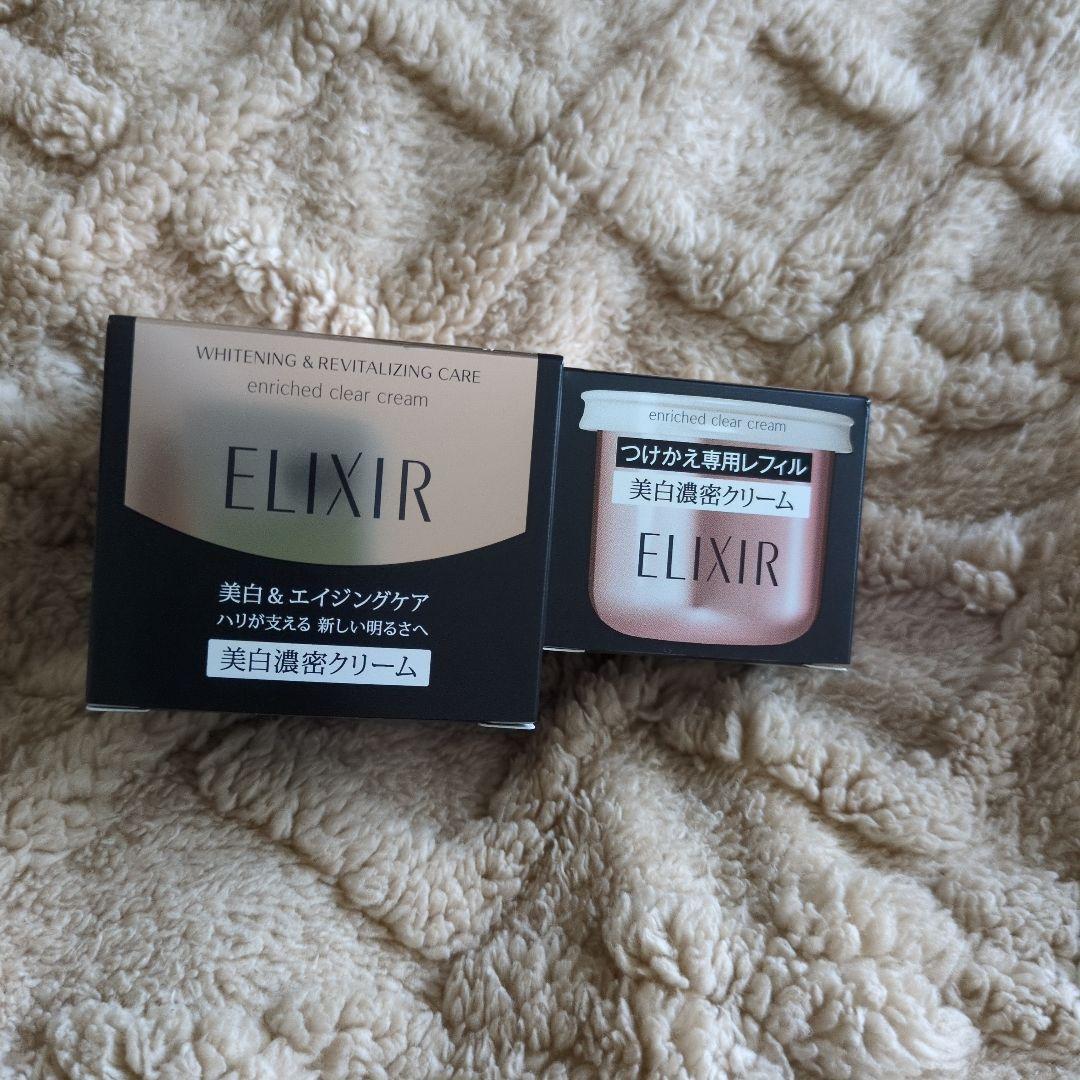 WHITENING & REVITALIZING CARE
enriched clear cream
ELIXIR
美白&エイジングケア
ハリが支える 新しい明るさへ
美白濃密クリーム
enriched clear cream
つけかえ専用レフィル
美白濃密クリーム
ELIXIR